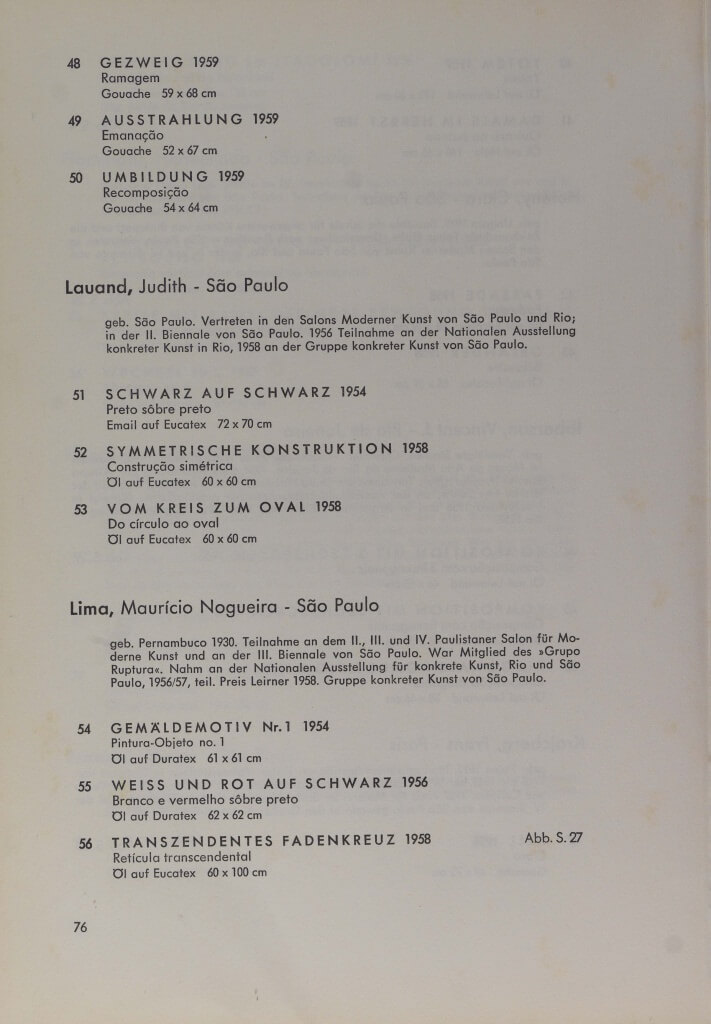 48 GEZWEIG 1959
Ramagem
Gouache 59 x 68 cm
49 AUSSTRAHLUNG 1959
Emanação
Gouache 52 x 67 cm
50 UMBILDUNG 1959
Recomposição
Gouache 54 x 64 cm
Lauand, Judith - São Paulo
geb. São Paulo. Vertreten in den Salons Moderner Kunst von São Paulo und Rio;
in der II. Biennale von São Paulo. 1956 Teilnahme an der Nationalen Ausstellung
konkreter Kunst in Rio, 1958 an der Gruppe konkreter Kunst von São Paulo.
51 SCHWARZ AUF SCHWARZ 1954
Preto sôbre preto
Email auf Eucatex 72 x 70 cm
52 SYMMETRISCHE KONSTRUKTION 1958
Construção simétrica
Öl auf Eucatex 60 x 60 cm
53 VOM KREIS ZUM OVAL 1958
Do círculo ao oval
Öl auf Eucatex 60 x 60 cm
Lima, Maurício Nogueira - São Paulo
geb. Pernambuco 1930. Teilnahme an dem II., III. und IV. Paulistaner Salon für Mo-
derne Kunst und an der III. Biennale von São Paulo. War Mitglied des »Grupo
Ruptura«. Nahm an der Nationalen Ausstellung für konkrete Kunst, Rio und São
Paulo, 1956/57, teil. Preis Leirner 1958. Gruppe konkreter Kunst von São Paulo.
54 GEMÄLDEMOTIV Nr. 1 1954
Pintura-Objeto no. 1
Öl auf Duratex 61 x 61 cm
55 WEISS UND ROT AUF SCHWARZ 1956
Branco e vermelho sôbre preto
Öl auf Duratex 62 x 62 cm
56 TRANSZENDENTES FADENKREUZ 1958 Abb. S. 27
Retícula transcendental
Öl auf Eucatex 60 x 100 cm
76